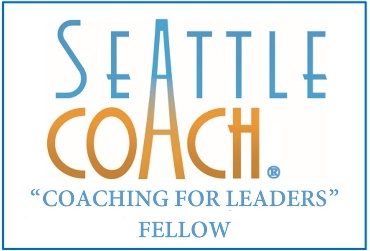 SEATTLE
COACH®
“COACHING FOR LEADERS”
FELLOW